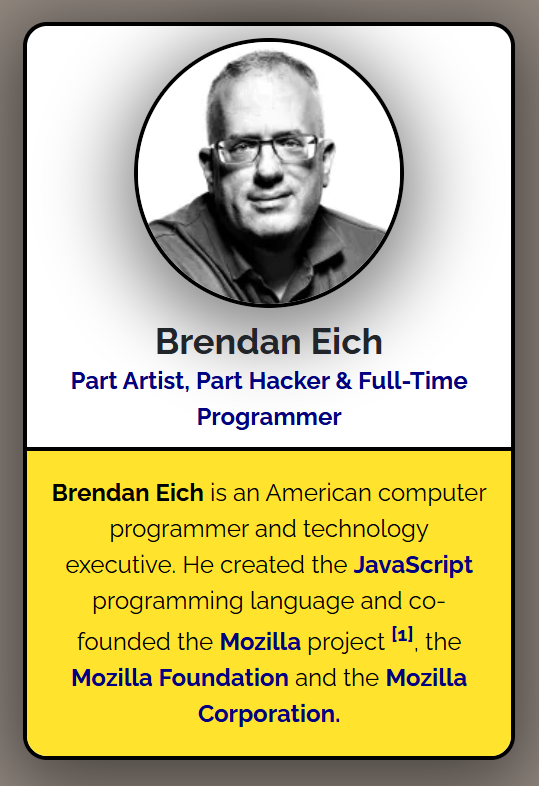 Brendan Eich
Part Artist, Part Hacker & Full-Time
Programmer
Brendan Eich is an American computer
programmer and technology
executive. He created the JavaScript
programming language and co-
founded the Mozilla project [1], the
Mozilla Foundation and the Mozilla
Corporation.